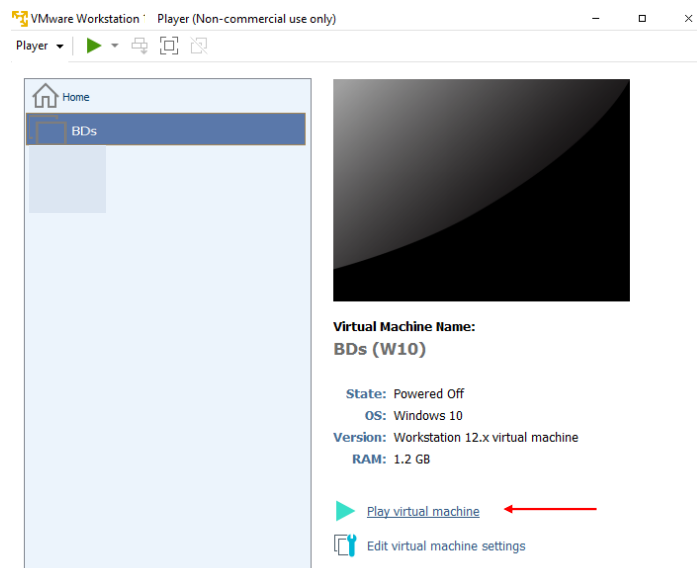 VMware Workstation Player (Non-commercial use only)
Player
Home
BDs
Virtual Machine Name:
BDs (W10)
State: Powered Off
OS: Windows 10
Version: Workstation 12.x virtual machine
RAM: 1.2 GB
Play virtual machine
Edit virtual machine settings